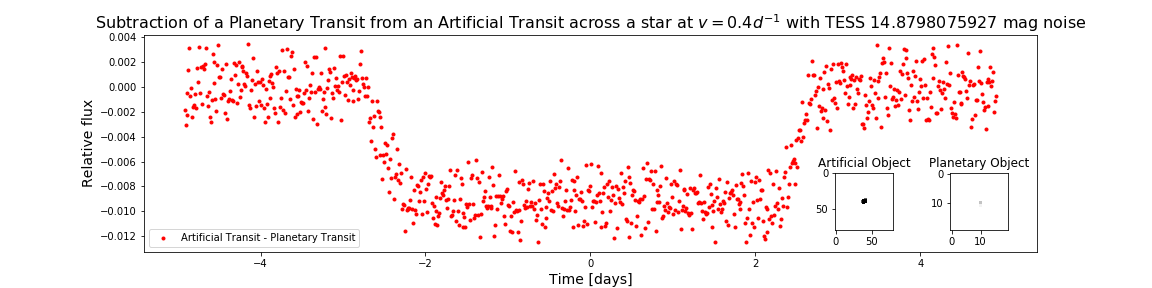 Subtraction of a Planetary Transit from an Artificial Transit across a star at v = 0.4d⁻¹ with TESS 14.8798075927 mag noise
Relative flux
0.004
0.002
0.000
−0.002
−0.004
−0.006
−0.008
−0.010
−0.012
Artificial Transit - Planetary Transit
Artificial Object
0
50
0 50
Planetary Object
0
10
0 10
−4 −2 0 2 4
Time [days]